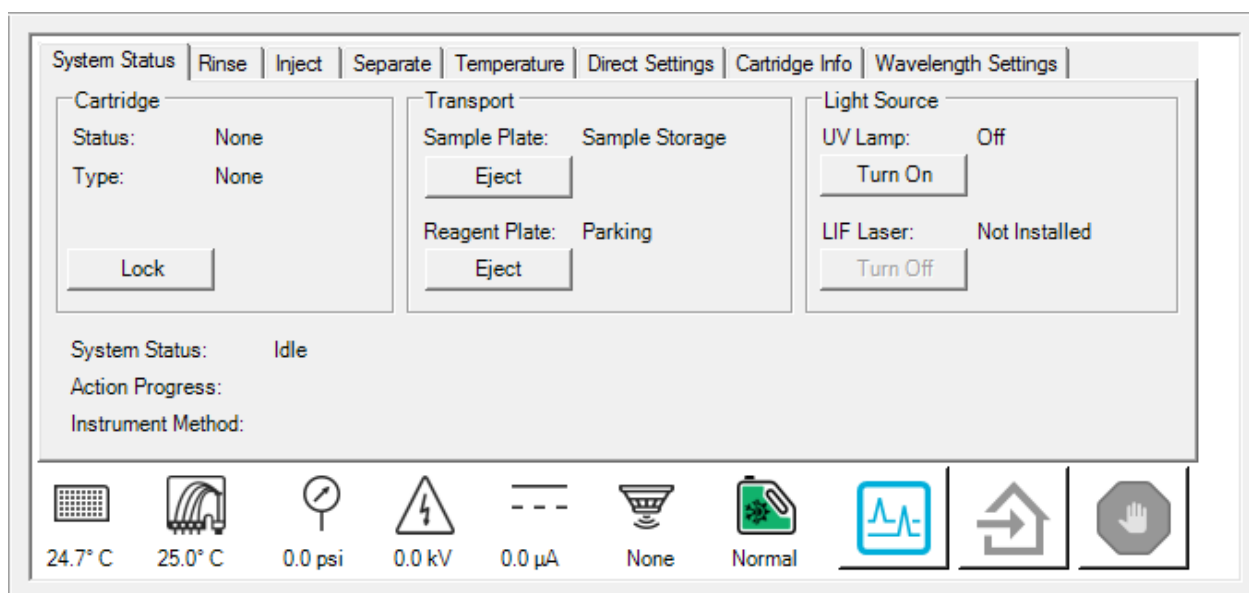 System Status Rinse Inject Separate Temperature Direct Settings Cartridge Info Wavelength Settings
Cartridge
Status: None
Type: None
Lock
Transport
Sample Plate: Sample Storage
Eject
Reagent Plate: Parking
Eject
Light Source
UV Lamp: Off
Turn On
LIF Laser: Not Installed
Turn Off
System Status: Idle
Action Progress:
Instrument Method:
24.7° C 25.0° C 0.0 psi 0.0 kV 0.0 µA None Normal